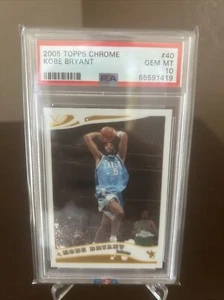 2005 TOPPS CHROME #40
KOBE BRYANT GEM MT
PSA 10
65591419
KOBE BRYANT